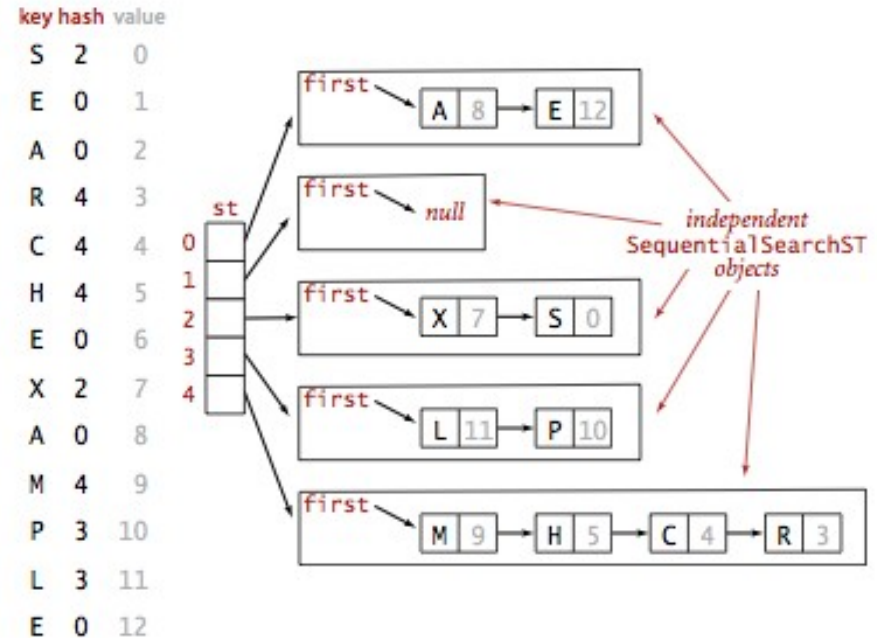 key hash value
S 2 0
E 0 1
A 0 2
R 4 3
C 4 4
H 4 5
E 0 6
X 2 7
A 0 8
M 4 9
P 3 10
L 3 11
E 0 12
st
0
1
2
3
4
first
A 8 E 12
first
null
first
X 7 S 0
first
L 11 P 10
first
M 9 H 5 C 4 R 3
independent
SequentialSearchST
objects